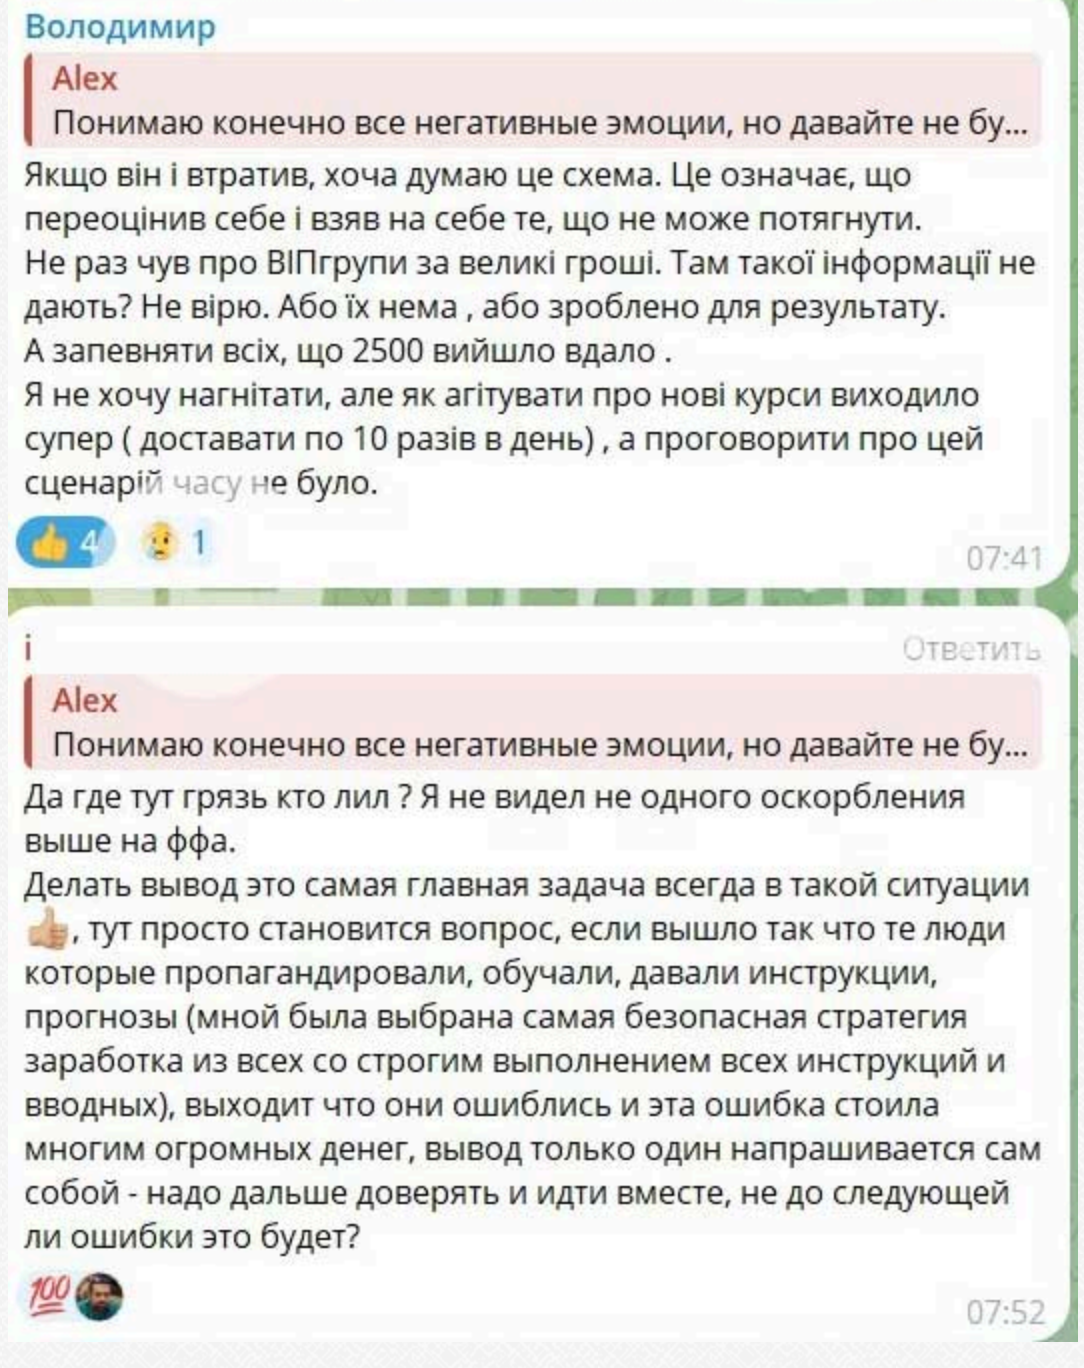 Володимир
Alex
Понимаю конечно все негативные эмоции, но давайте не бу...
Якщо він і втратив, хоча думаю це схема. Це означає, що
переоцінив себе і взяв на себе те, що не може потягнути.
Не раз чув про ВІПгрупи за великі гроші. Там такої інформації не
дають? Не вірю. Або їх нема , або зроблено для результату.
А запевняти всіх, що 2500 вийшло вдало .
Я не хочу нагнітати, але як агітувати про нові курси виходило
супер ( доставати по 10 разів в день) , а проговорити про цей
сценарій часу не було.
👍 4 😢 1
07:41
і
Ответить
Alex
Понимаю конечно все негативные эмоции, но давайте не бу...
Да где тут грязь кто лил ? Я не видел не одного оскорбления
выше на ффа.
Делать вывод это самая главная задача всегда в такой ситуации
👍🏼, тут просто становится вопрос, если вышло так что те люди
которые пропагандировали, обучали, давали инструкции,
прогнозы (мной была выбрана самая безопасная стратегия
заработка из всех со строгим выполнением всех инструкций и
вводных), выходит что они ошиблись и эта ошибка стоила
многим огромных денег, вывод только один напрашивается сам
собой - надо дальше доверять и идти вместе, не до следующей
ли ошибки это будет?
💯
07:52